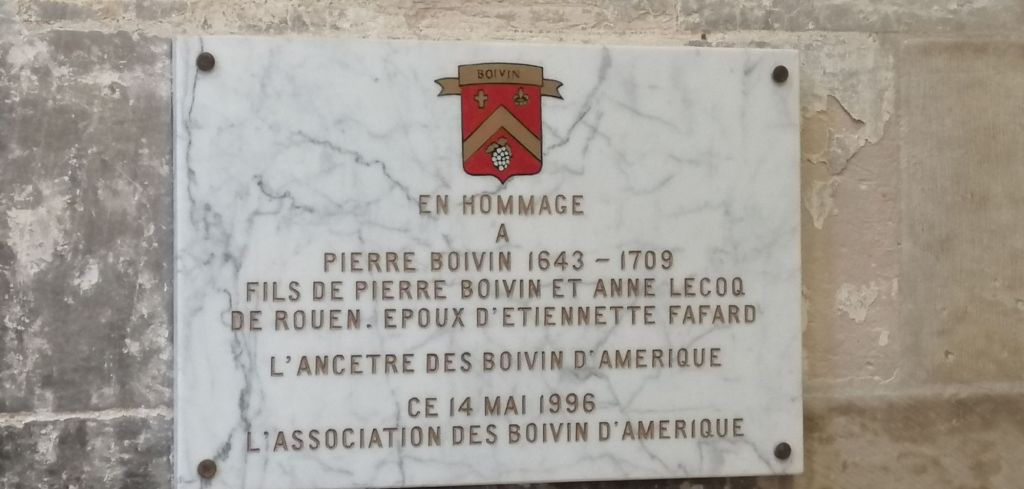 BOIVIN
EN HOMMAGE
A
PIERRE BOIVIN 1643 – 1709
FILS DE PIERRE BOIVIN ET ANNE LECOQ
DE ROUEN. EPOUX D'ETIENNETTE FAFARD
L'ANCETRE DES BOIVIN D'AMERIQUE
CE 14 MAI 1996
L'ASSOCIATION DES BOIVIN D'AMERIQUE